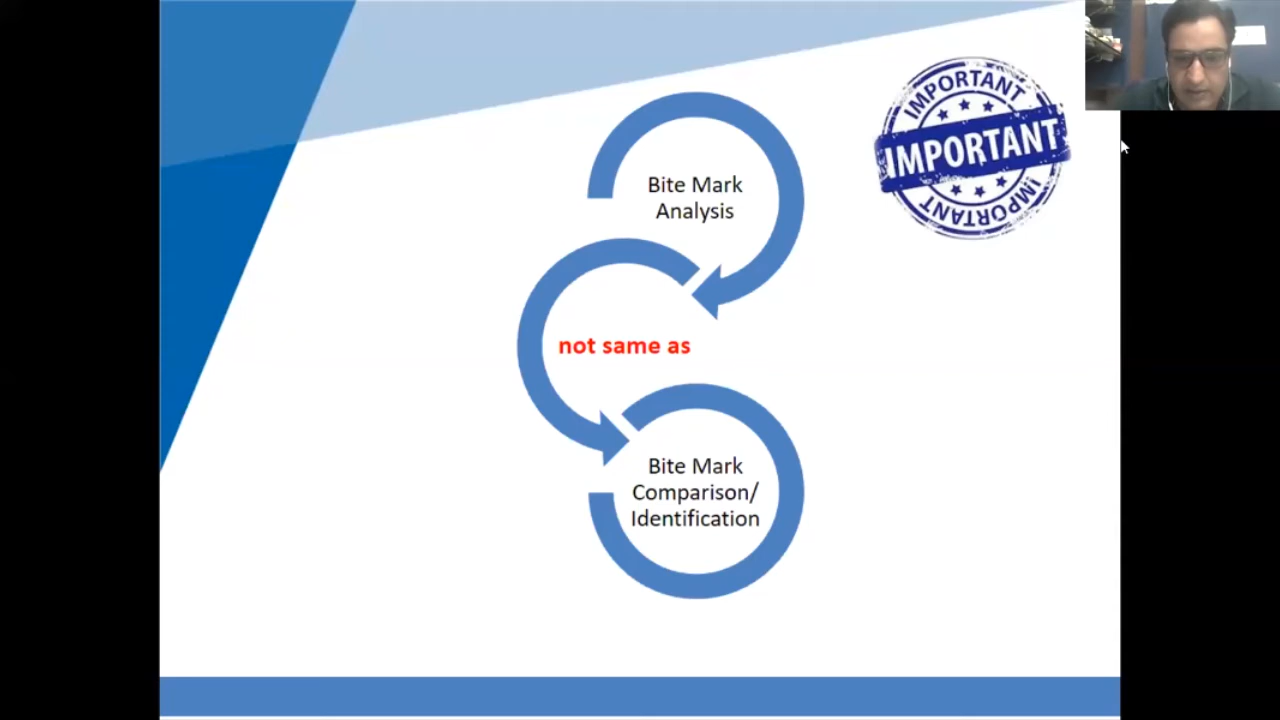 Bite Mark
Analysis
IMPORTANT
IMPORTANT
IMPORTANT
not same as
Bite Mark
Comparison/
Identification